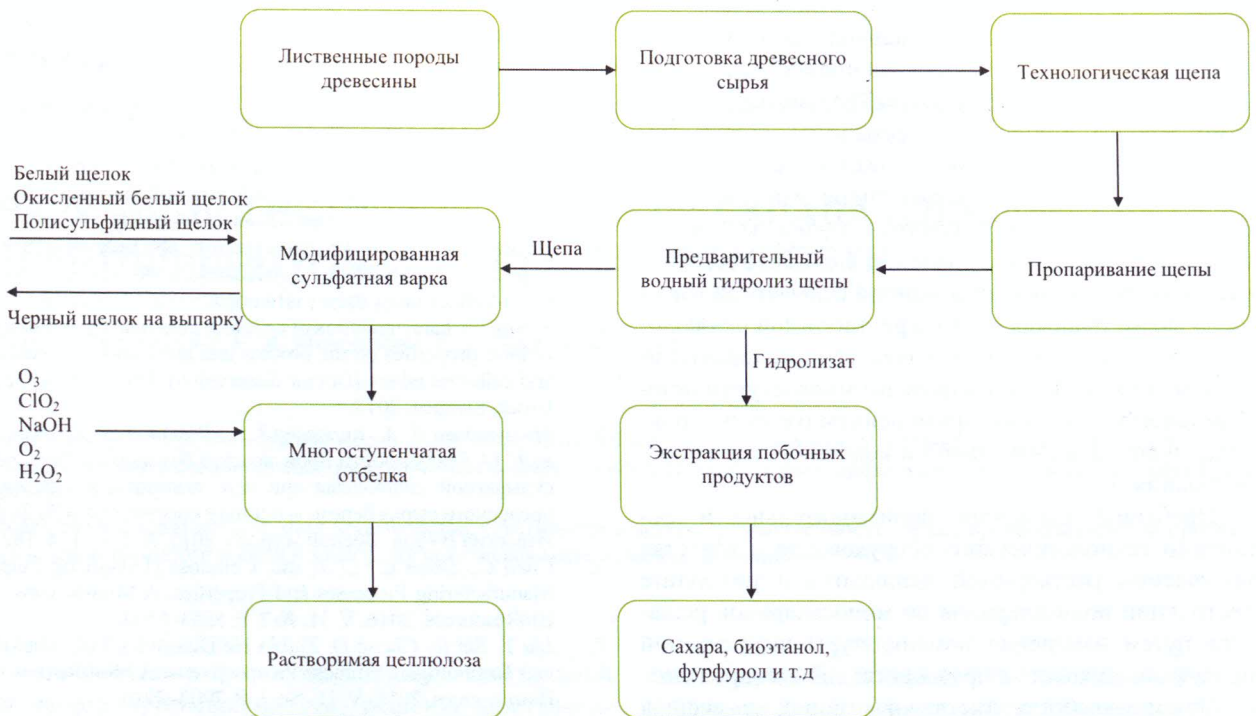 Лиственные породы
древесины
Подготовка древесного
сырья
Технологическая щепа
Белый щелок
Окисленный белый щелок
Полисульфидный щелок
Модифицированная
сульфатная варка
Щепа
Предварительный
водный гидролиз щепы
Пропаривание щепы
Черный щелок на выпарку
Гидролизат
O₃
ClO₂
NaOH
O₂
H₂O₂
Многоступенчатая
отбелка
Экстракция побочных
продуктов
Растворимая целлюлоза
Сахара, биоэтанол,
фурфурол и т.д